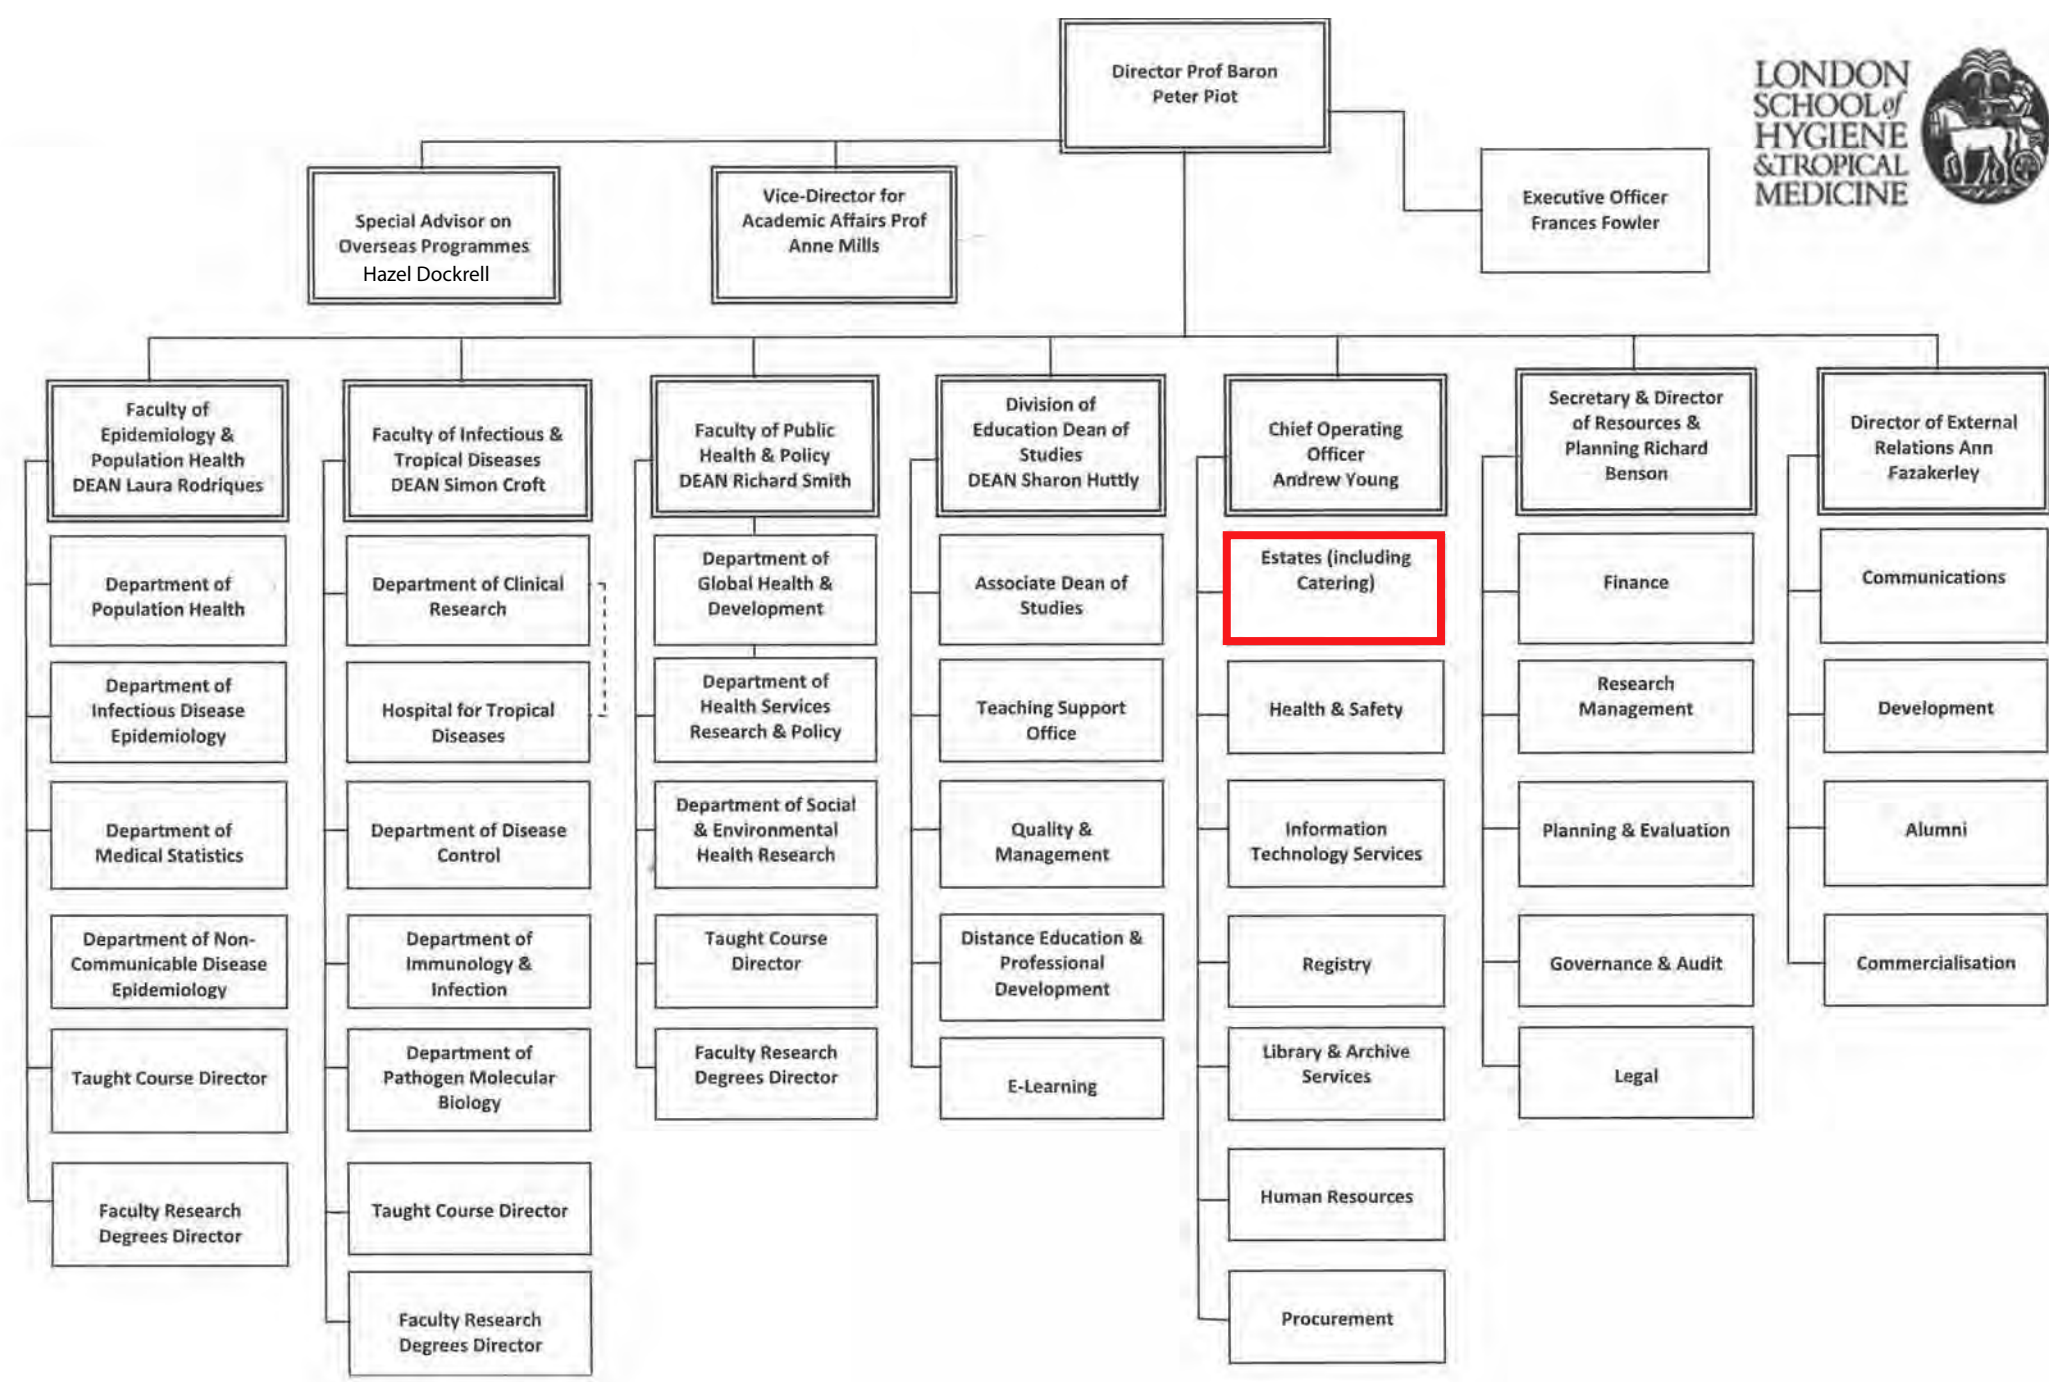 Director Prof Baron
Peter Piot
LONDON
SCHOOL of
HYGIENE
& TROPICAL
MEDICINE
Special Advisor on
Overseas Programmes
Hazel Dockrell
Vice-Director for
Academic Affairs Prof
Anne Mills
Executive Officer
Frances Fowler
Faculty of
Epidemiology &
Population Health
DEAN Laura Rodriques
Department of
Population Health
Department of
Infectious Disease
Epidemiology
Department of
Medical Statistics
Department of Non-
Communicable Disease
Epidemiology
Taught Course Director
Faculty Research
Degrees Director
Faculty of Infectious &
Tropical Diseases
DEAN Simon Croft
Department of Clinical
Research
Hospital for Tropical
Diseases
Department of Disease
Control
Department of
Immunology &
Infection
Department of
Pathogen Molecular
Biology
Taught Course Director
Faculty Research
Degrees Director
Faculty of Public
Health & Policy
DEAN Richard Smith
Department of
Global Health &
Development
Department of
Health Services
Research & Policy
Department of Social
& Environmental
Health Research
Taught Course
Director
Faculty Research
Degrees Director
Division of
Education Dean of
Studies
DEAN Sharon Huttly
Associate Dean of
Studies
Teaching Support
Office
Quality &
Management
Distance Education &
Professional
Development
E-Learning
Chief Operating
Officer
Andrew Young
Estates (including
Catering)
Health & Safety
Information
Technology Services
Registry
Library & Archive
Services
Human Resources
Procurement
Secretary & Director
of Resources &
Planning Richard
Benson
Finance
Research
Management
Planning & Evaluation
Governance & Audit
Legal
Director of External
Relations Ann
Fazakerley
Communications
Development
Alumni
Commercialisation